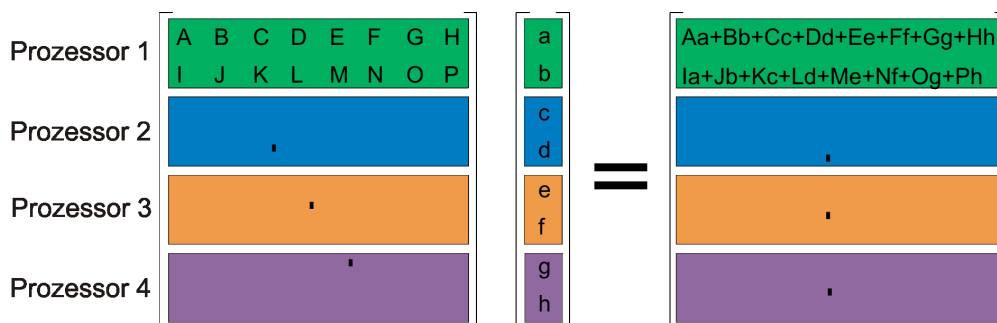 Prozessor 1
A B C D E F G H
I J K L M N O P
a
b
Aa+Bb+Cc+Dd+Ee+Ff+Gg+Hh
Ia+Jb+Kc+Ld+Me+Nf+Og+Ph
Prozessor 2
c
d
=
Prozessor 3
e
f
Prozessor 4
g
h